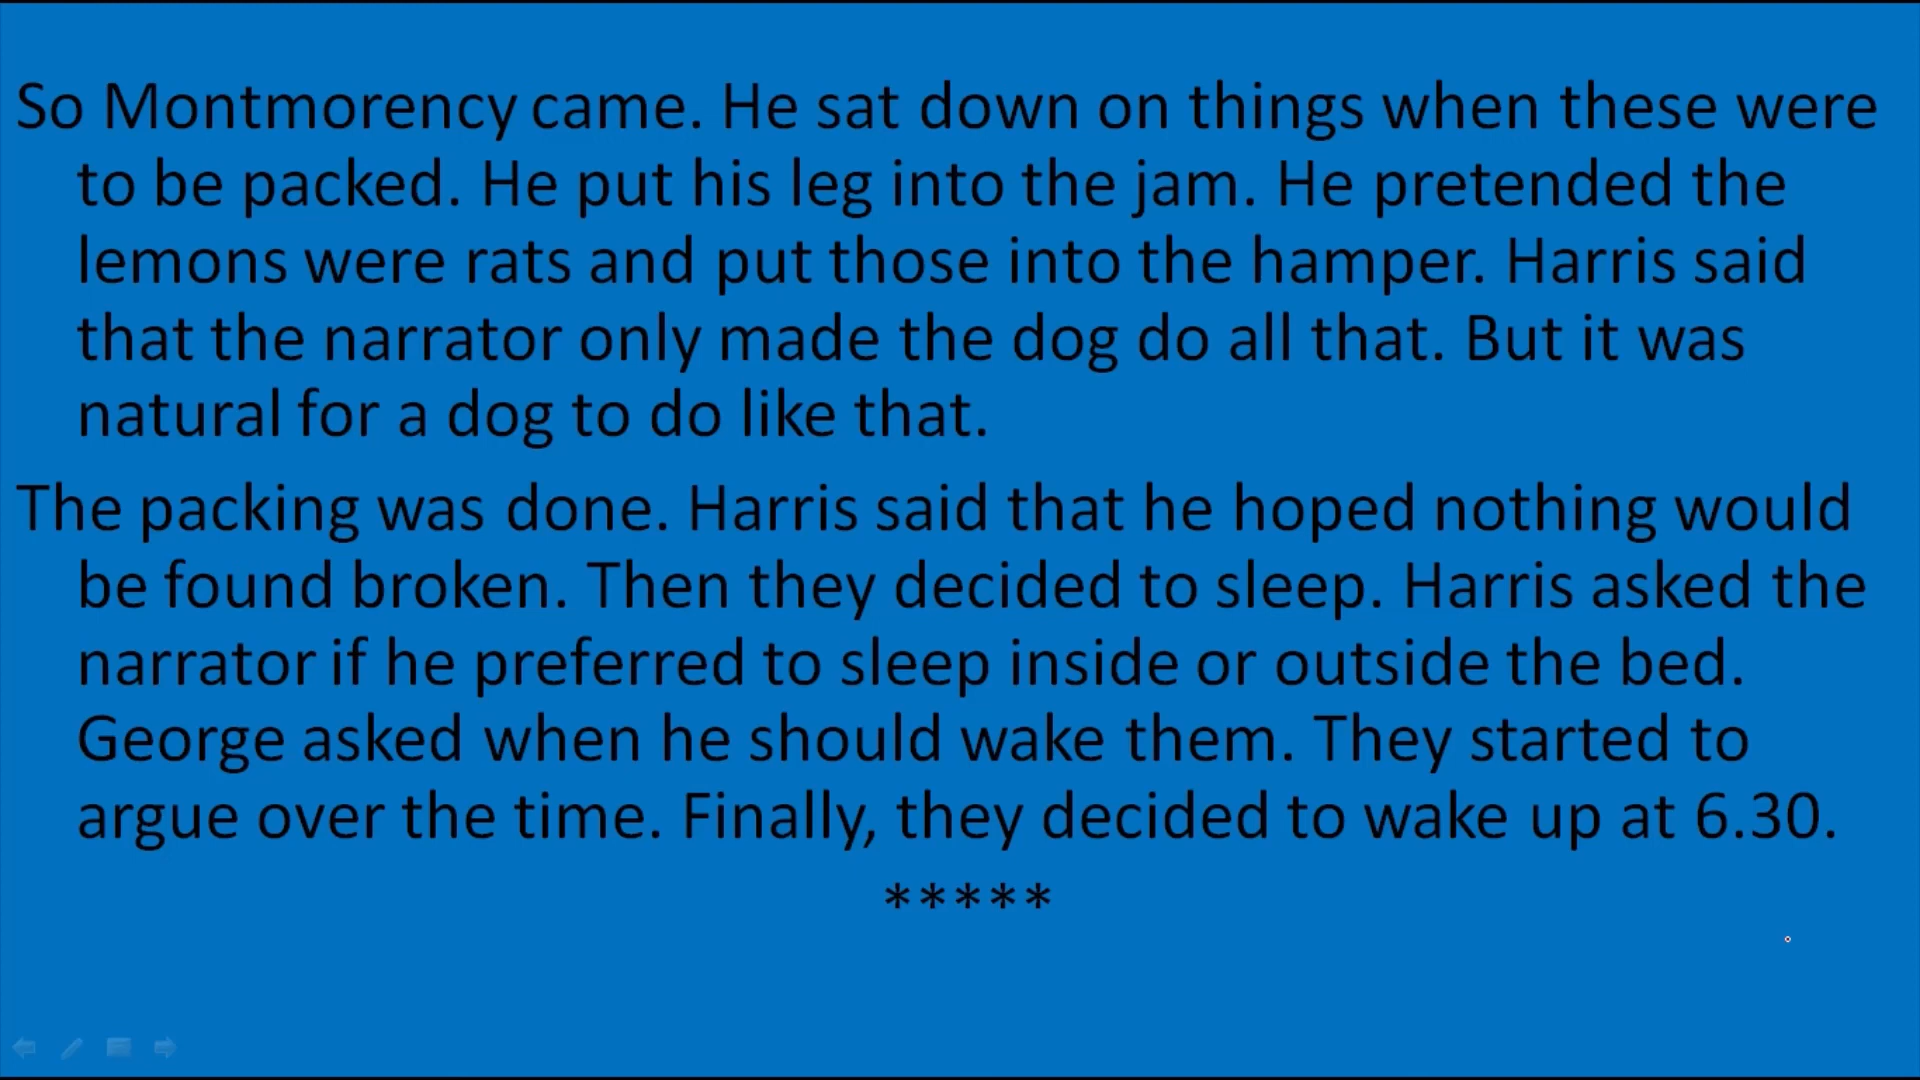 So Montmorency came. He sat down on things when these were
to be packed. He put his leg into the jam. He pretended the
lemons were rats and put those into the hamper. Harris said
that the narrator only made the dog do all that. But it was
natural for a dog to do like that.
The packing was done. Harris said that he hoped nothing would
be found broken. Then they decided to sleep. Harris asked the
narrator if he preferred to sleep inside or outside the bed.
George asked when he should wake them. They started to
argue over the time. Finally, they decided to wake up at 6.30.
*****